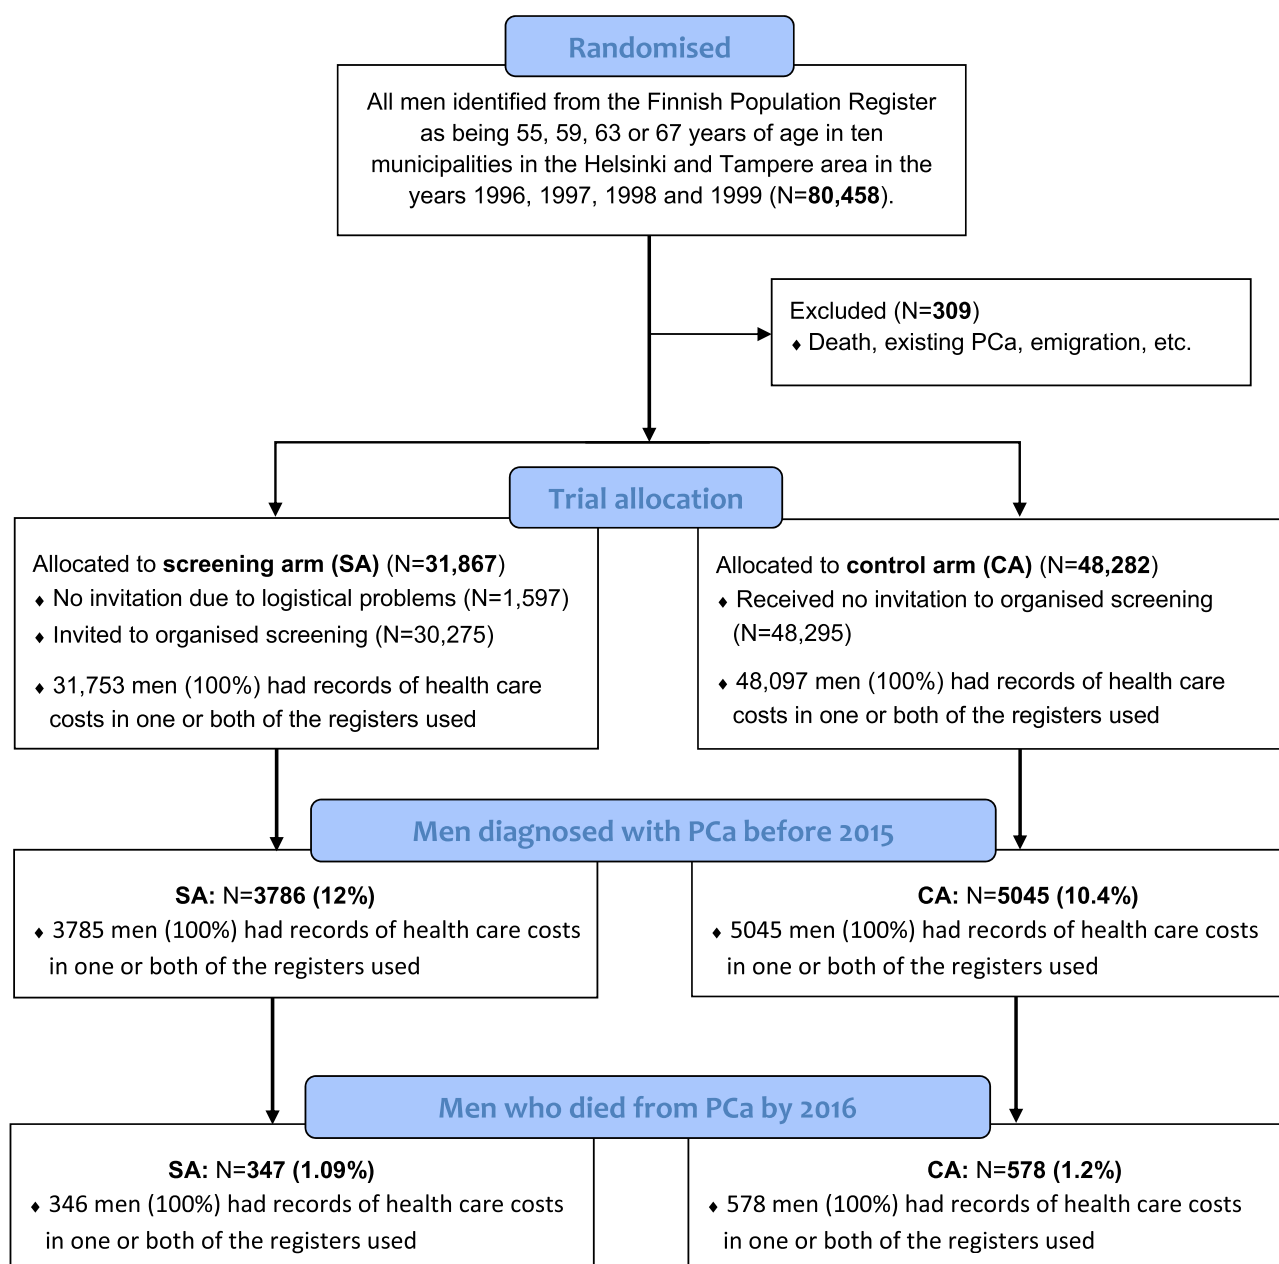 Randomised
All men identified from the Finnish Population Register
as being 55, 59, 63 or 67 years of age in ten
municipalities in the Helsinki and Tampere area in the
years 1996, 1997, 1998 and 1999 (N=80,458).
Excluded (N=309)
♦ Death, existing PCa, emigration, etc.
Trial allocation
Allocated to screening arm (SA) (N=31,867)
♦ No invitation due to logistical problems (N=1,597)
♦ Invited to organised screening (N=30,275)
♦ 31,753 men (100%) had records of health care
costs in one or both of the registers used
Allocated to control arm (CA) (N=48,282)
♦ Received no invitation to organised screening
(N=48,295)
♦ 48,097 men (100%) had records of health care
costs in one or both of the registers used
Men diagnosed with PCa before 2015
SA: N=3786 (12%)
♦ 3785 men (100%) had records of health care costs
in one or both of the registers used
CA: N=5045 (10.4%)
♦ 5045 men (100%) had records of health care costs
in one or both of the registers used
Men who died from PCa by 2016
SA: N=347 (1.09%)
♦ 346 men (100%) had records of health care costs
in one or both of the registers used
CA: N=578 (1.2%)
♦ 578 men (100%) had records of health care costs
in one or both of the registers used